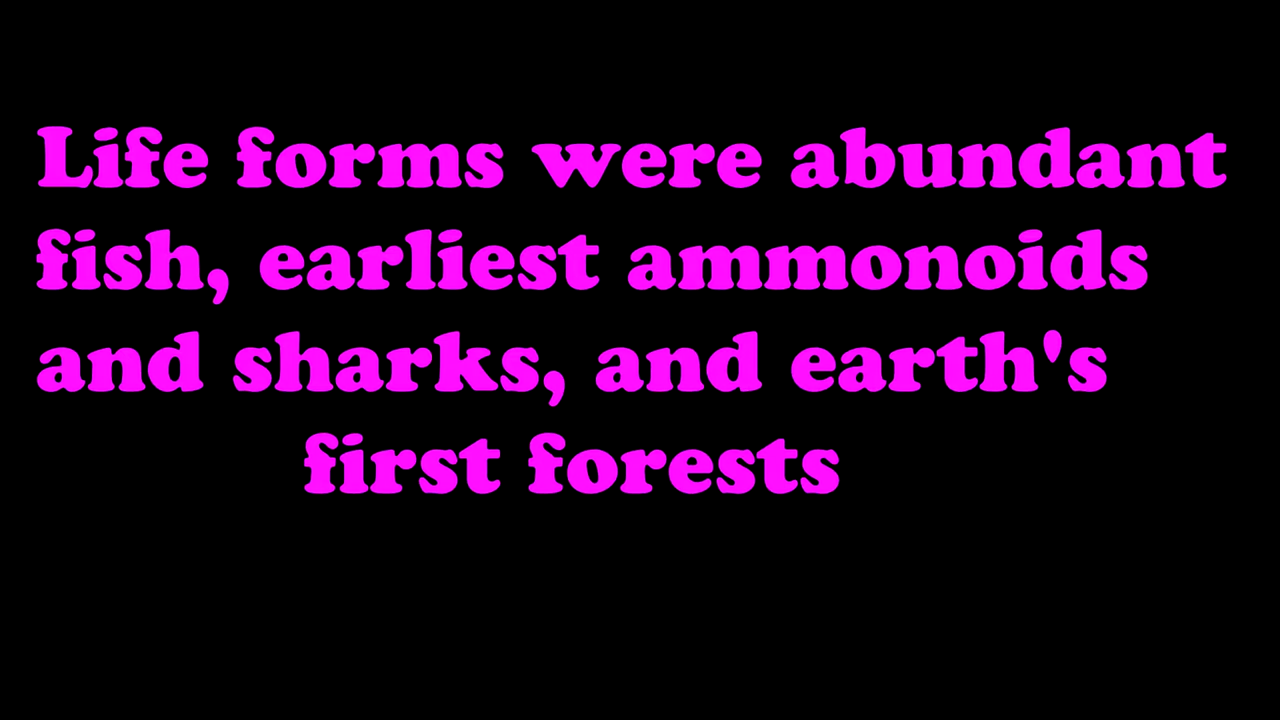 Life forms were abundant
fish, earliest ammonoids
and sharks, and earth's
first forests